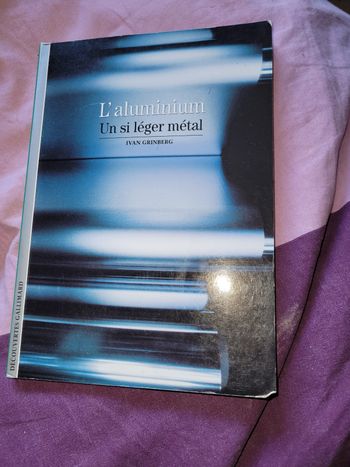 L'aluminium
Un si léger métal
IVAN GRINBERG
DÉCOUVERTES GALLIMARD